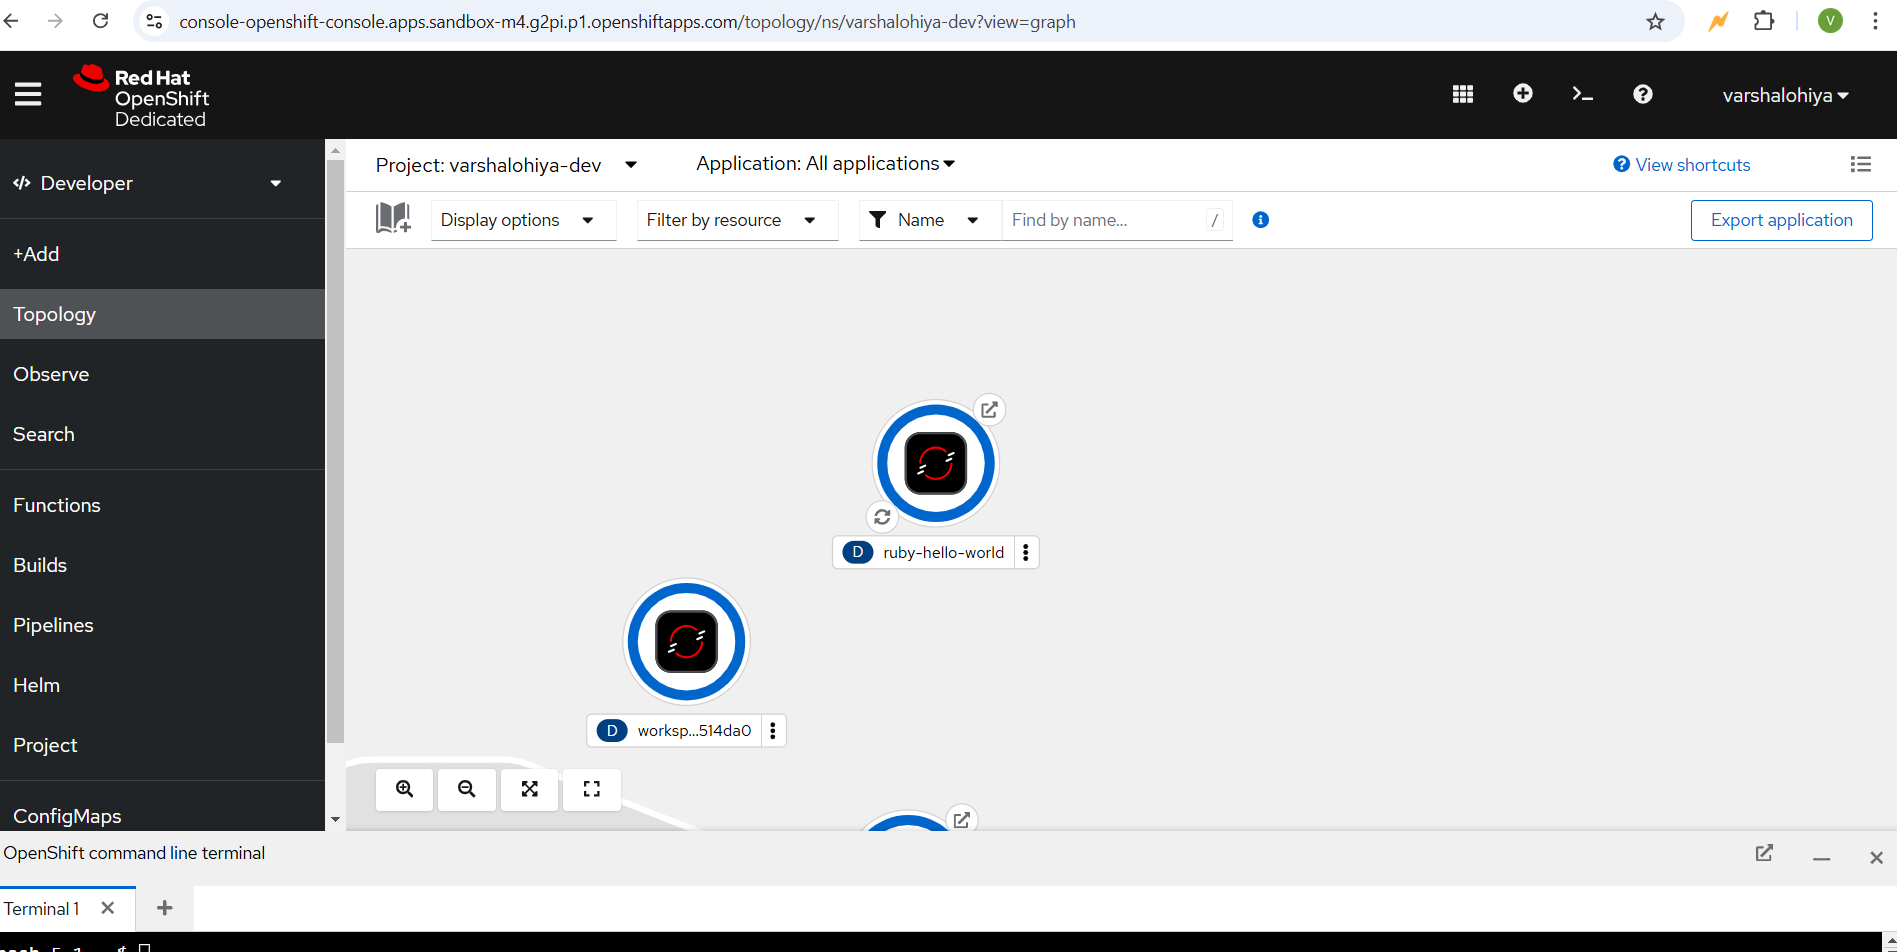 console-openshift-console.apps.sandbox-m4.g2pi.p1.openshiftapps.com/topology/ns/varshalohiya-dev?view=graph
V
Red Hat
OpenShift
Dedicated
varshalohiya
Developer
Project: varshalohiya-dev
Application: All applications
View shortcuts
Display options
Filter by resource
Name
Find by name...
/
Export application
+Add
Topology
Observe
Search
Functions
Builds
Pipelines
Helm
Project
ConfigMaps
D ruby-hello-world
D worksp...514da0
OpenShift command line terminal
Terminal 1